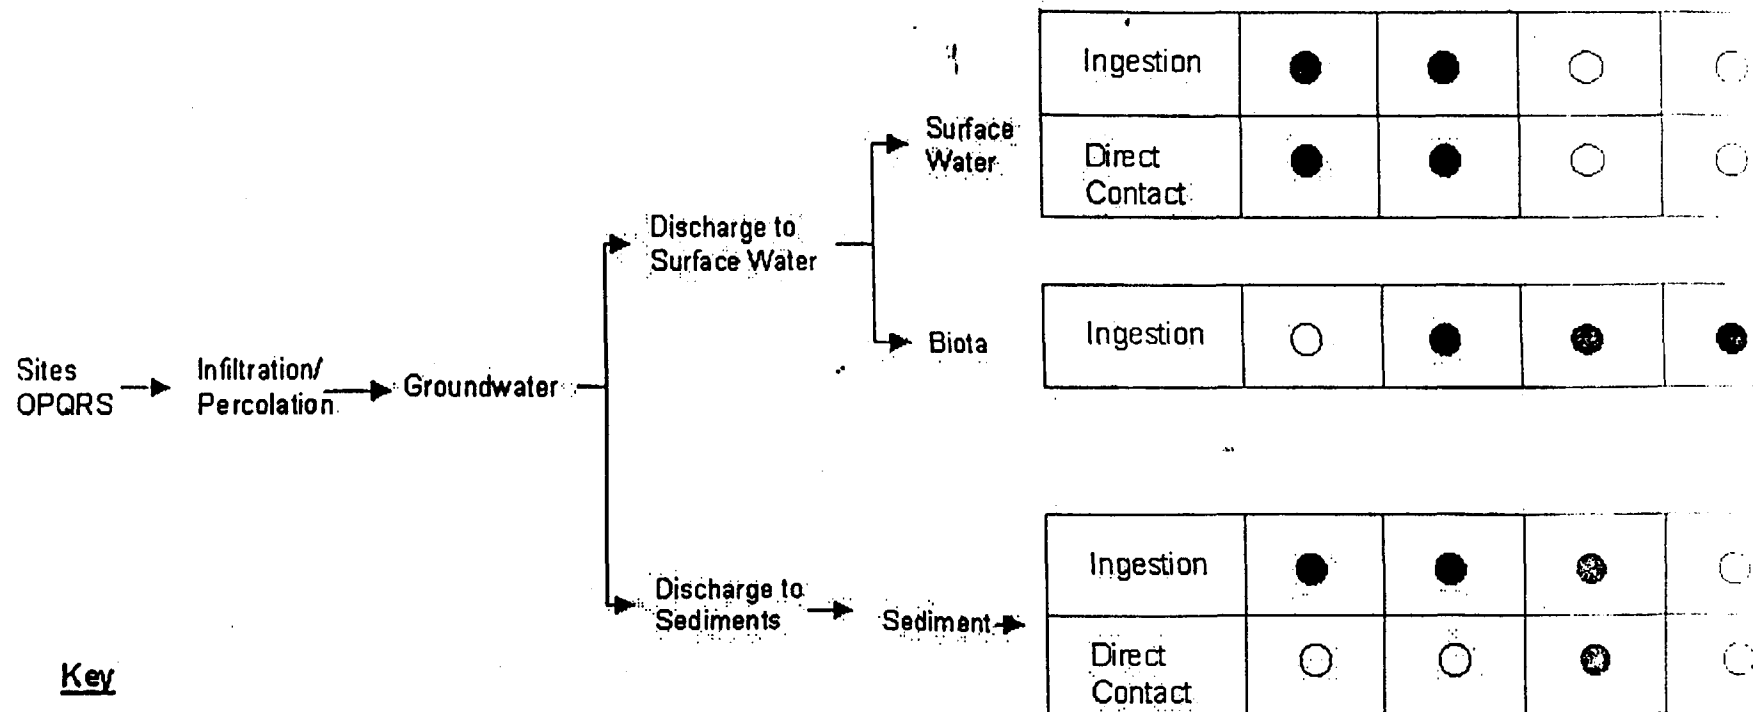 Ingestion
Surface
Water
Direct
Contact
Discharge to
Surface Water
Ingestion
Biota
Sites
OPQRS
Infiltration/
Percolation
Groundwater
Ingestion
Discharge to
Sediments
Sediment
Direct
Contact
Key